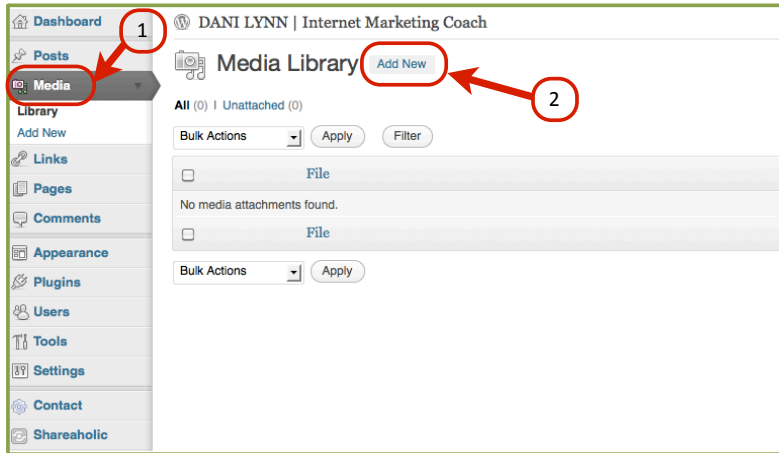 Dashboard
Posts
Media
Library
Add New
Links
Pages
Comments
Appearance
Plugins
Users
Tools
Settings
Contact
Shareaholic
1
DANI LYNN | Internet Marketing Coach
Media Library Add New
2
All (0) | Unattached (0)
Bulk Actions Apply Filter
File
No media attachments found.
File
Bulk Actions Apply